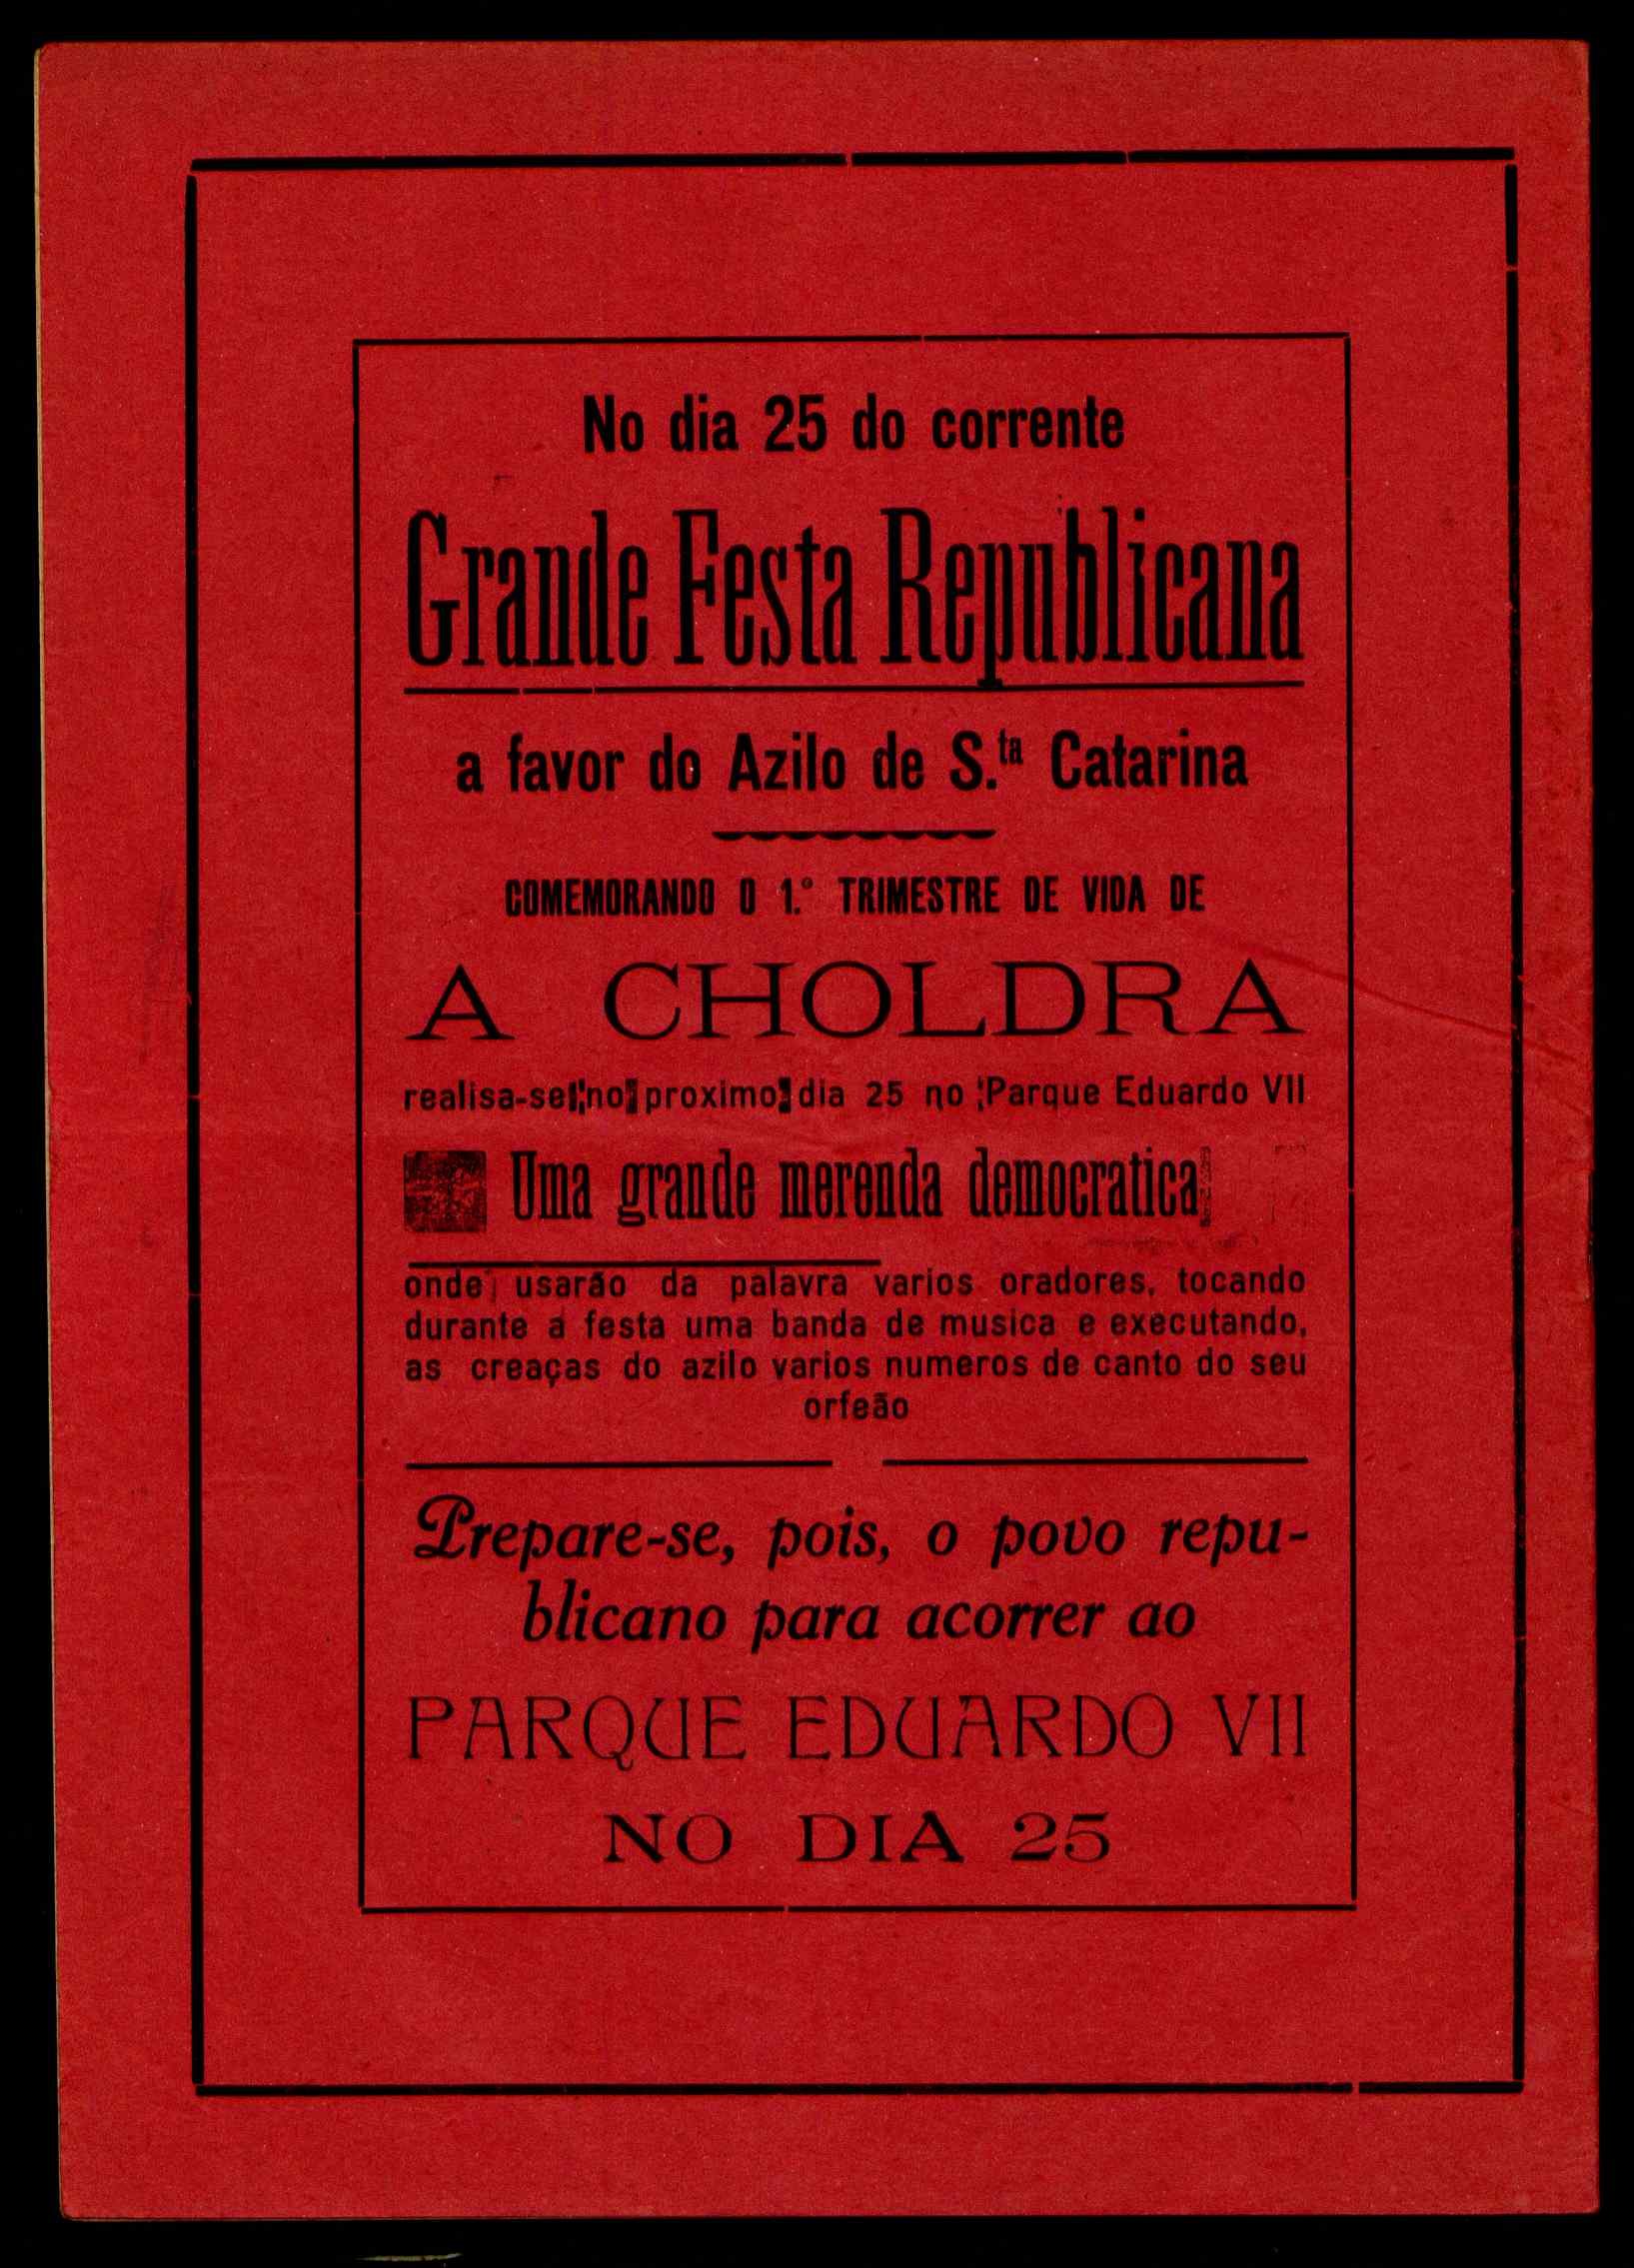 No dia 25 do corrente
Grande Festa Republicana
a favor do Azilo de S.ta Catarina
COMEMORANDO O 1.º TRIMESTRE DE VIDA DE
A CHOLDRA
realisa-se no proximo dia 25 no Parque Eduardo VII
Uma grande merenda democratica
onde usarão da palavra varios oradores, tocando
durante a festa uma banda de musica e executando,
as creaças do azilo varios numeros de canto do seu
orfeão
Prepare-se, pois, o povo repu-
blicano para acorrer ao
PARQUE EDUARDO VII
NO DIA 25